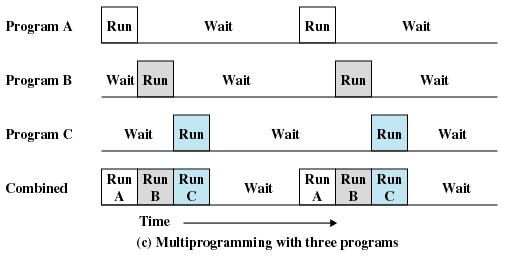 Program A Run Wait Run Wait
Program B Wait Run Wait Run Wait
Program C Wait Run Wait Run Wait
Combined Run A Run B Run C Wait Run A Run B Run C Wait
Time
(c) Multiprogramming with three programs